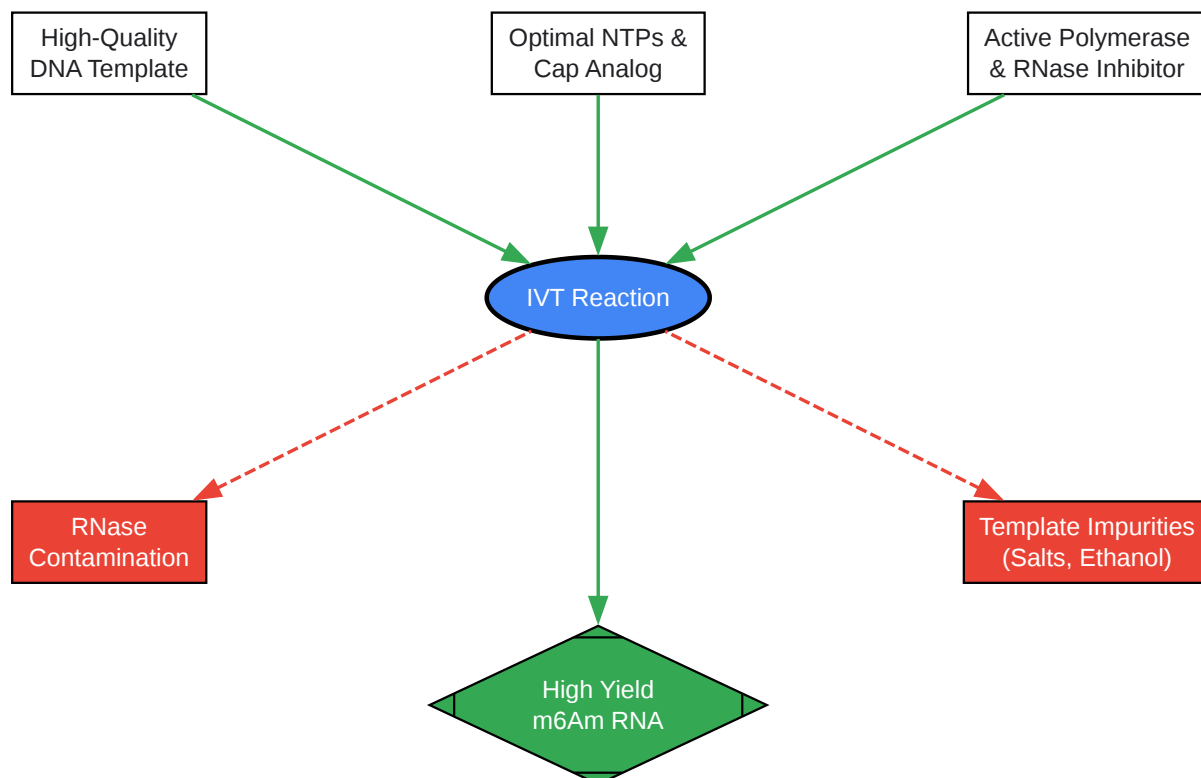 High-Quality
DNA Template
Optimal NTPs &
Cap Analog
Active Polymerase
& RNase Inhibitor
IVT Reaction
RNase
Contamination
Template Impurities
(Salts, Ethanol)
High Yield
m6Am RNA